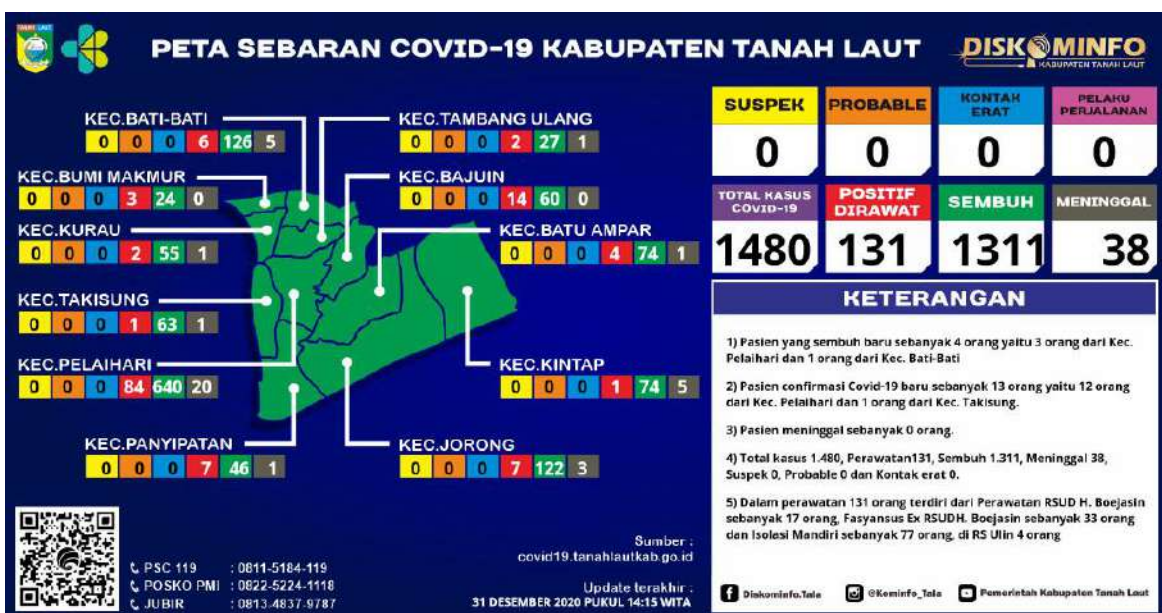 TANAH LAUT
PETA SEBARAN COVID-19 KABUPATEN TANAH LAUT
DISKOMINFO
KABUPATEN TANAH LAUT
KEC.BATI-BATI
0 0 0 6 126 5
KEC.TAMBANG ULANG
0 0 0 2 27 1
KEC.BUMI MAKMUR
0 0 0 3 24 0
KEC.BAJUIN
0 0 0 14 60 0
KEC.KURAU
0 0 0 2 55 1
KEC.BATU AMPAR
0 0 0 4 74 1
KEC.TAKISUNG
0 0 0 1 63 1
KEC.PELAIHARI
0 0 0 84 640 20
KEC.KINTAP
0 0 0 1 74 5
KEC.PANYIPATAN
0 0 0 7 46 1
KEC.JORONG
0 0 0 7 122 3
SUSPEK
0
PROBABLE
0
KONTAK
ERAT
0
PELAKU
PERJALANAN
0
TOTAL KASUS
COVID-19
1480
POSITIF
DIRAWAT
131
SEMBUH
1311
MENINGGAL
38
KETERANGAN
1) Pasien yang sembuh baru sebanyak 4 orang yaitu 3 orang dari Kec.
Pelaihari dan 1 orang dari Kec. Bati-Bati
2) Pasien confirmasi Covid-19 baru sebanyak 13 orang yaitu 12 orang
dari Kec. Pelaihari dan 1 orang dari Kec. Takisung.
3) Pasien meninggal sebanyak 0 orang.
4) Total kasus 1.480, Perawatan131, Sembuh 1.311, Meninggal 38,
Suspek 0, Probable 0 dan Kontak erat 0.
5) Dalam perawatan 131 orang terdiri dari Perawatan RSUD H. Boejasin
sebanyak 17 orang, Fasyansus Ex RSUDH. Boejasin sebanyak 33 orang
dan Isolasi Mandiri sebanyak 77 orang, di RS Ulin 4 orang
PSC 119 : 0811-5184-119
POSKO PMI : 0822-5224-1118
JUBIR : 0813-4837-9787
Sumber :
covid19.tanahlautkab.go.id
Update terakhir :
31 DESEMBER 2020 PUKUL 14:15 WITA
Diskominfo.Tala
@Kominfo_Tala
Pemerintah Kabupaten Tanah Laut